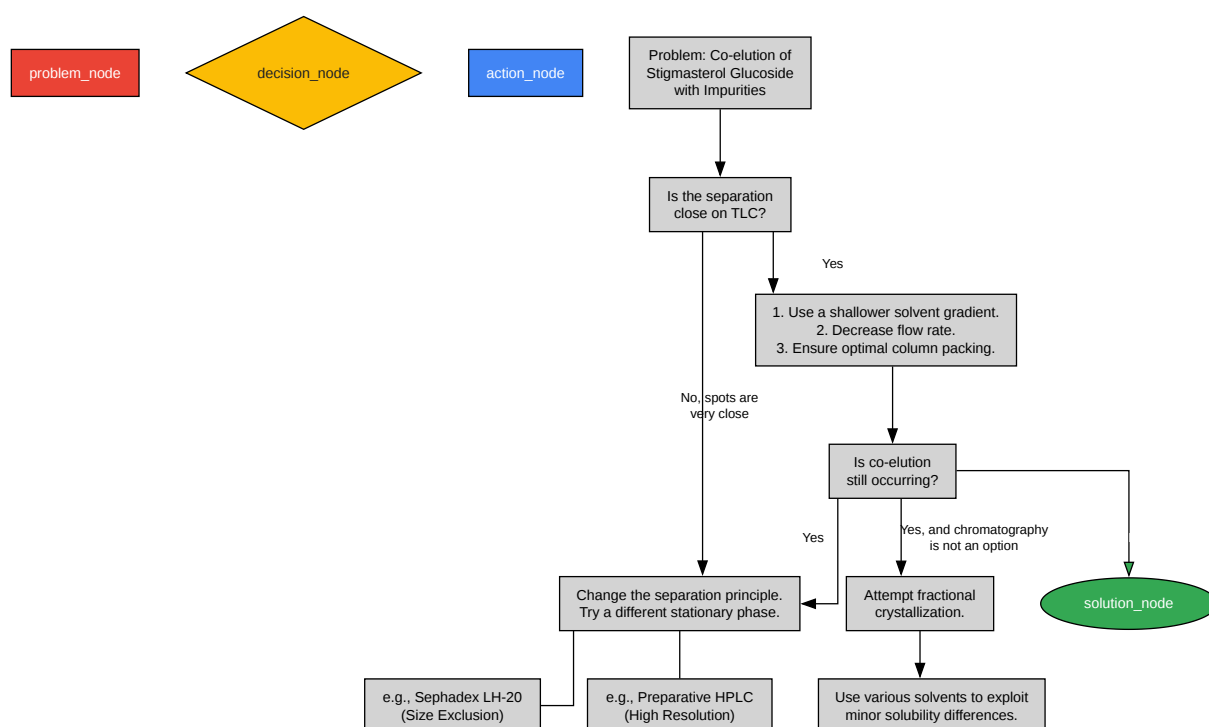 problem_node
decision_node
action_node
Problem: Co-elution of
Stigmasterol Glucoside
with Impurities
Is the separation
close on TLC?
Yes
1. Use a shallower solvent gradient.
2. Decrease flow rate.
3. Ensure optimal column packing.
No, spots are
very close
Is co-elution
still occurring?
Yes
Yes, and chromatography
is not an option
Change the separation principle.
Try a different stationary phase.
Attempt fractional
crystallization.
solution_node
e.g., Sephadex LH-20
(Size Exclusion)
e.g., Preparative HPLC
(High Resolution)
Use various solvents to exploit
minor solubility differences.